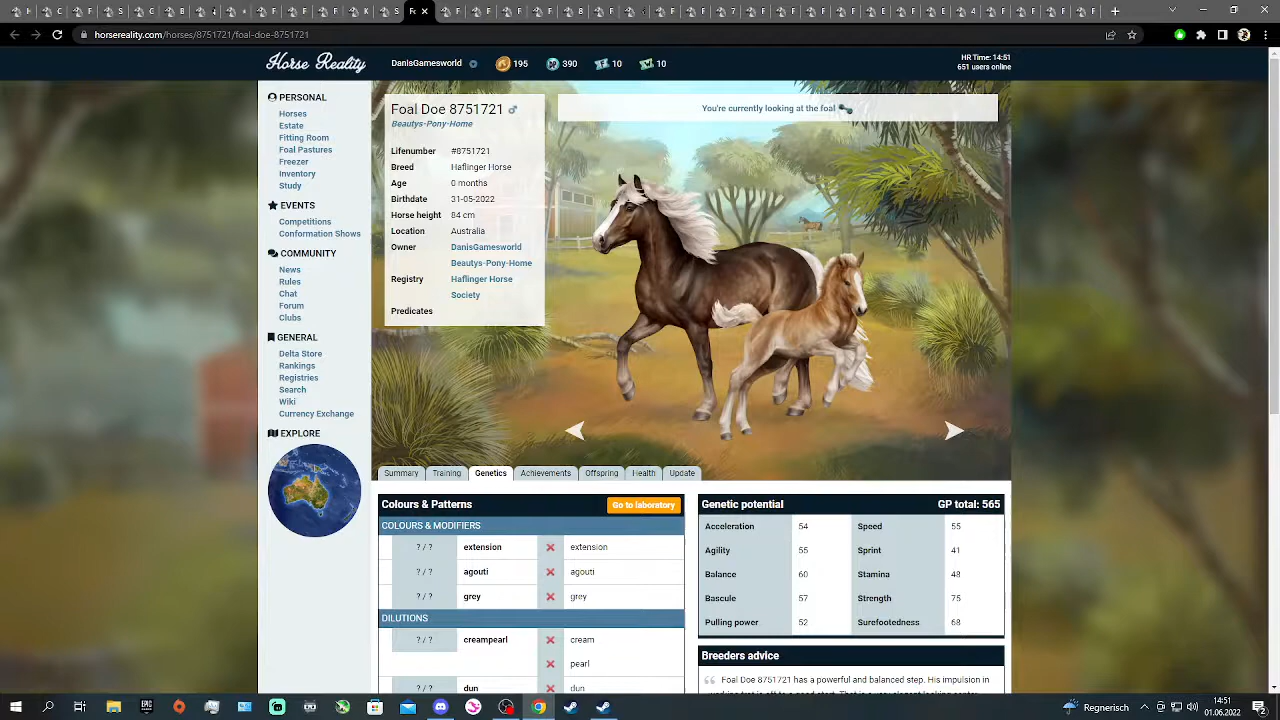 horsereality.com/horses/8751721/foal-doe-8751721
Horse Reality
DanisGamesworld
195
390
10
10
HR Time: 14:51
651 users online
PERSONAL
Horses
Estate
Fitting Room
Foal Pastures
Freezer
Inventory
Study
EVENTS
Competitions
Conformation Shows
COMMUNITY
News
Rules
Chat
Forum
Clubs
GENERAL
Delta Store
Rankings
Registries
Search
Wiki
Currency Exchange
EXPLORE
Foal Doe 8751721
Beautys-Pony-Home
Lifenumber #8751721
Breed Haflinger Horse
Age 0 months
Birthdate 31-05-2022
Horse height 84 cm
Location Australia
Owner DanisGamesworld
Beautys-Pony-Home
Registry Haflinger Horse
Society
Predicates
You're currently looking at the foal
Summary Training Genetics Achievements Offspring Health Update
Colours & Patterns Go to laboratory
COLOURS & MODIFIERS
? / ? extension extension
? / ? agouti agouti
? / ? grey grey
DILUTIONS
? / ? creampearl cream
pearl
? / ? dun dun
Genetic potential GP total: 565
Acceleration 54 Speed 55
Agility 55 Sprint 41
Balance 60 Stamina 48
Bascule 57 Strength 75
Pulling power 52 Surefootedness 68
Breeders advice
Foal Doe 8751721 has a powerful and balanced step. His impulsion in
Regnerisch
14:51
01.06.2022